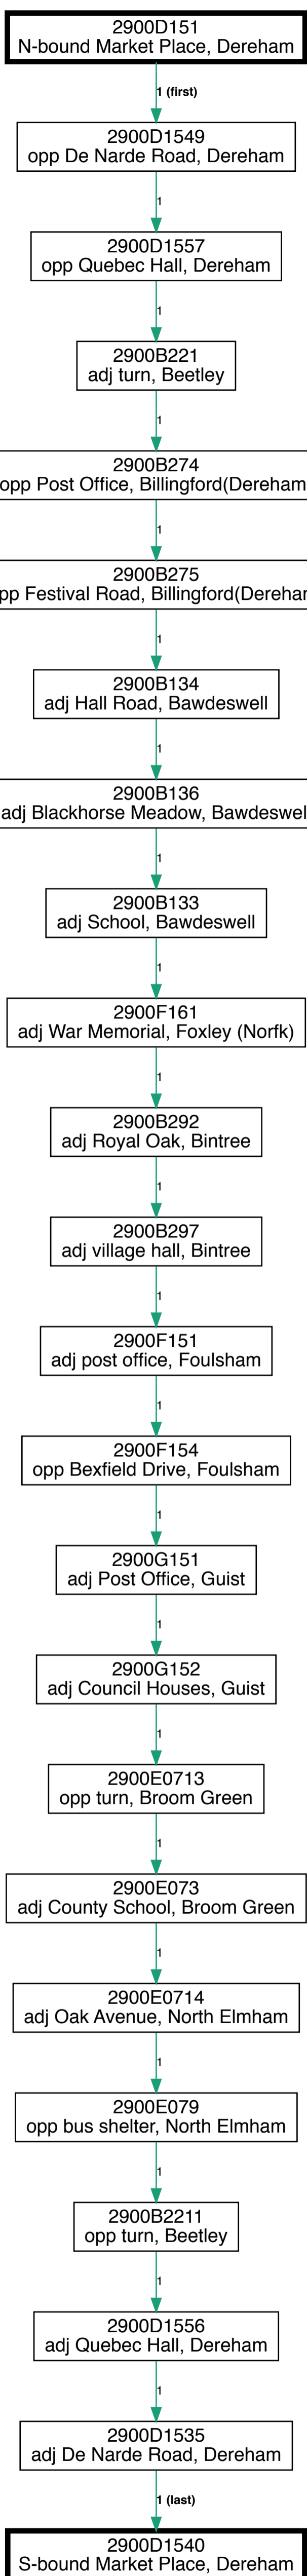 2900D151
N-bound Market Place, Dereham
1 (first)
2900D1549
opp De Narde Road, Dereham
1
2900D1557
opp Quebec Hall, Dereham
1
2900B221
adj turn, Beetley
1
2900B274
opp Post Office, Billingford(Dereham
1
2900B275
pp Festival Road, Billingford(Dereham
1
2900B134
adj Hall Road, Bawdeswell
1
2900B136
adj Blackhorse Meadow, Bawdeswel
1
2900B133
adj School, Bawdeswell
1
2900F161
adj War Memorial, Foxley (Norfk)
1
2900B292
adj Royal Oak, Bintree
1
2900B297
adj village hall, Bintree
1
2900F151
adj post office, Foulsham
1
2900F154
opp Bexfield Drive, Foulsham
1
2900G151
adj Post Office, Guist
1
2900G152
adj Council Houses, Guist
1
2900E0713
opp turn, Broom Green
1
2900E073
adj County School, Broom Green
1
2900E0714
adj Oak Avenue, North Elmham
1
2900E079
opp bus shelter, North Elmham
1
2900B2211
opp turn, Beetley
1
2900D1556
adj Quebec Hall, Dereham
1
2900D1535
adj De Narde Road, Dereham
1 (last)
2900D1540
S-bound Market Place, Dereham